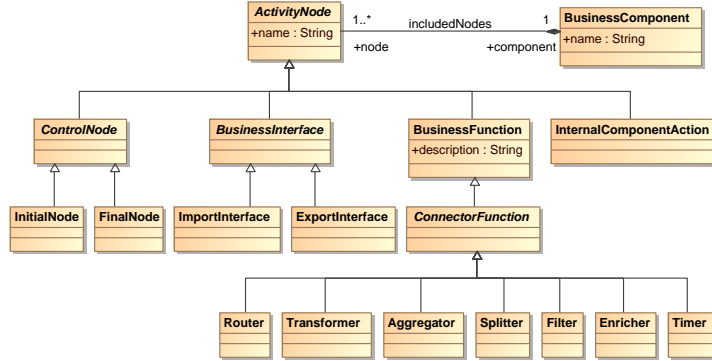 ActivityNode
+name : String
1..*
includedNodes
1
+node
+component
BusinessComponent
+name : String
ControlNode
BusinessInterface
BusinessFunction
+description : String
InternalComponentAction
InitialNode
FinalNode
ImportInterface
ExportInterface
ConnectorFunction
Router
Transformer
Aggregator
Splitter
Filter
Enricher
Timer